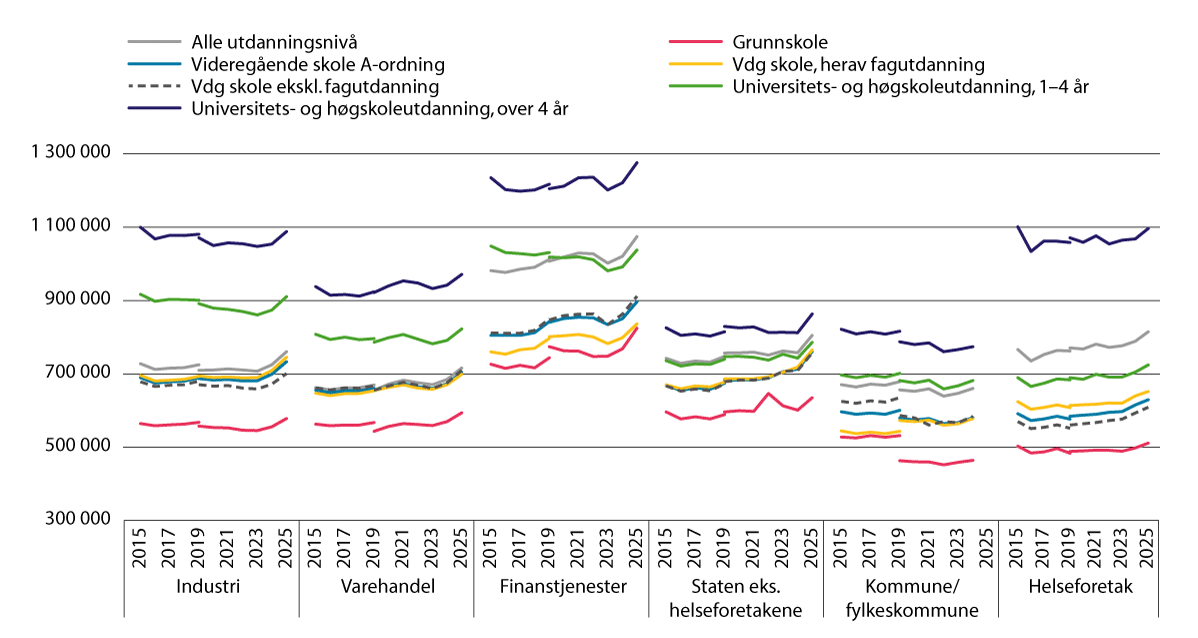 Alle utdanningsnivå
Grunnskole
Videregående skole A-ordning
Vdg skole, herav fagutdanning
Vdg skole ekskl. fagutdanning
Universitets- og høgskoleutdanning, 1–4 år
Universitets- og høgskoleutdanning, over 4 år
1 300 000
1 100 000
900 000
700 000
500 000
300 000
2015 2017 2019 2021 2023 2025
2015 2017 2019 2021 2023 2025
2015 2017 2019 2021 2023 2025
2015 2017 2019 2021 2023 2025
2015 2017 2019 2021 2023 2025
2015 2017 2019 2021 2023 2025
Industri
Varehandel
Finanstjenester
Staten eks.
helseforetakene
Kommune/
fylkeskommune
Helseforetak